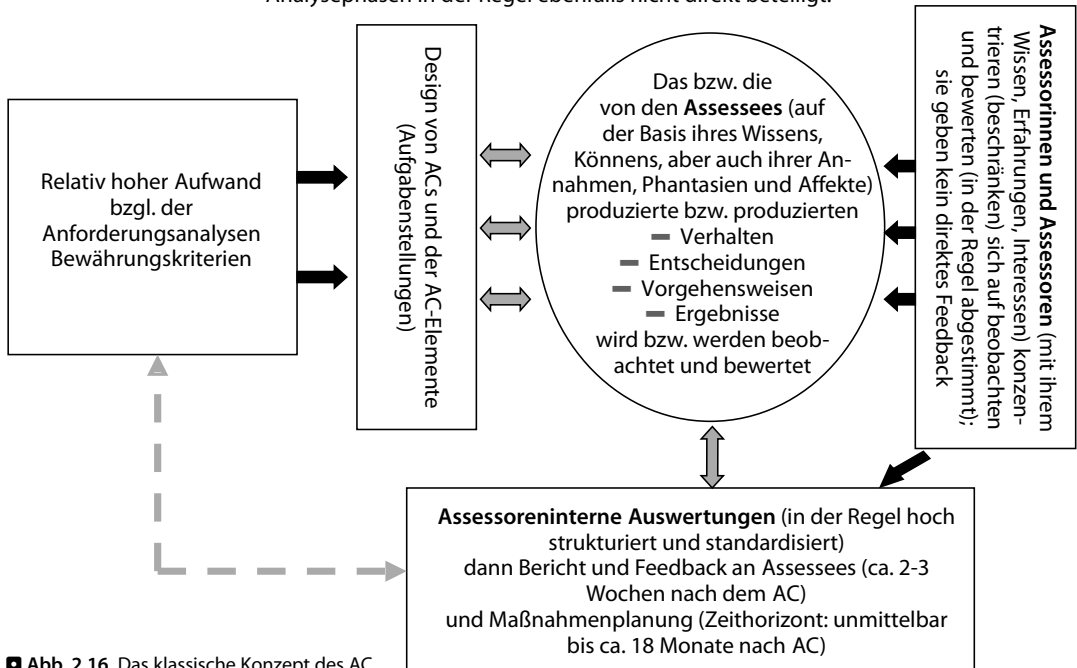 Analysephasen in der Regel ebenfalls nicht direkt beteiligt.
Relativ hoher Aufwand
bzgl. der
Anforderungsanalysen
Bewährungskriterien
Design von ACs und der AC-Elemente
(Aufgabenstellungen)
Das bzw. die
von den Assessees (auf
der Basis ihres Wissens,
Könnens, aber auch ihrer An-
nahmen, Phantasien und Affekte)
produzierte bzw. produzierten
– Verhalten
– Entscheidungen
– Vorgehensweisen
– Ergebnisse
wird bzw. werden beob-
achtet und bewertet
Assessorinnen und Assessoren (mit ihrem
Wissen, Erfahrungen, Interessen) konzen-
trieren (beschränken) sich auf beobachten
und bewerten (in der Regel abgestimmt);
sie geben kein direktes Feedback
Assessoreninterne Auswertungen (in der Regel hoch
strukturiert und standardisiert)
dann Bericht und Feedback an Assessees (ca. 2-3
Wochen nach dem AC)
und Maßnahmenplanung (Zeithorizont: unmittelbar
bis ca. 18 Monate nach AC)
Abb. 2.16 Das klassische Konzept des AC